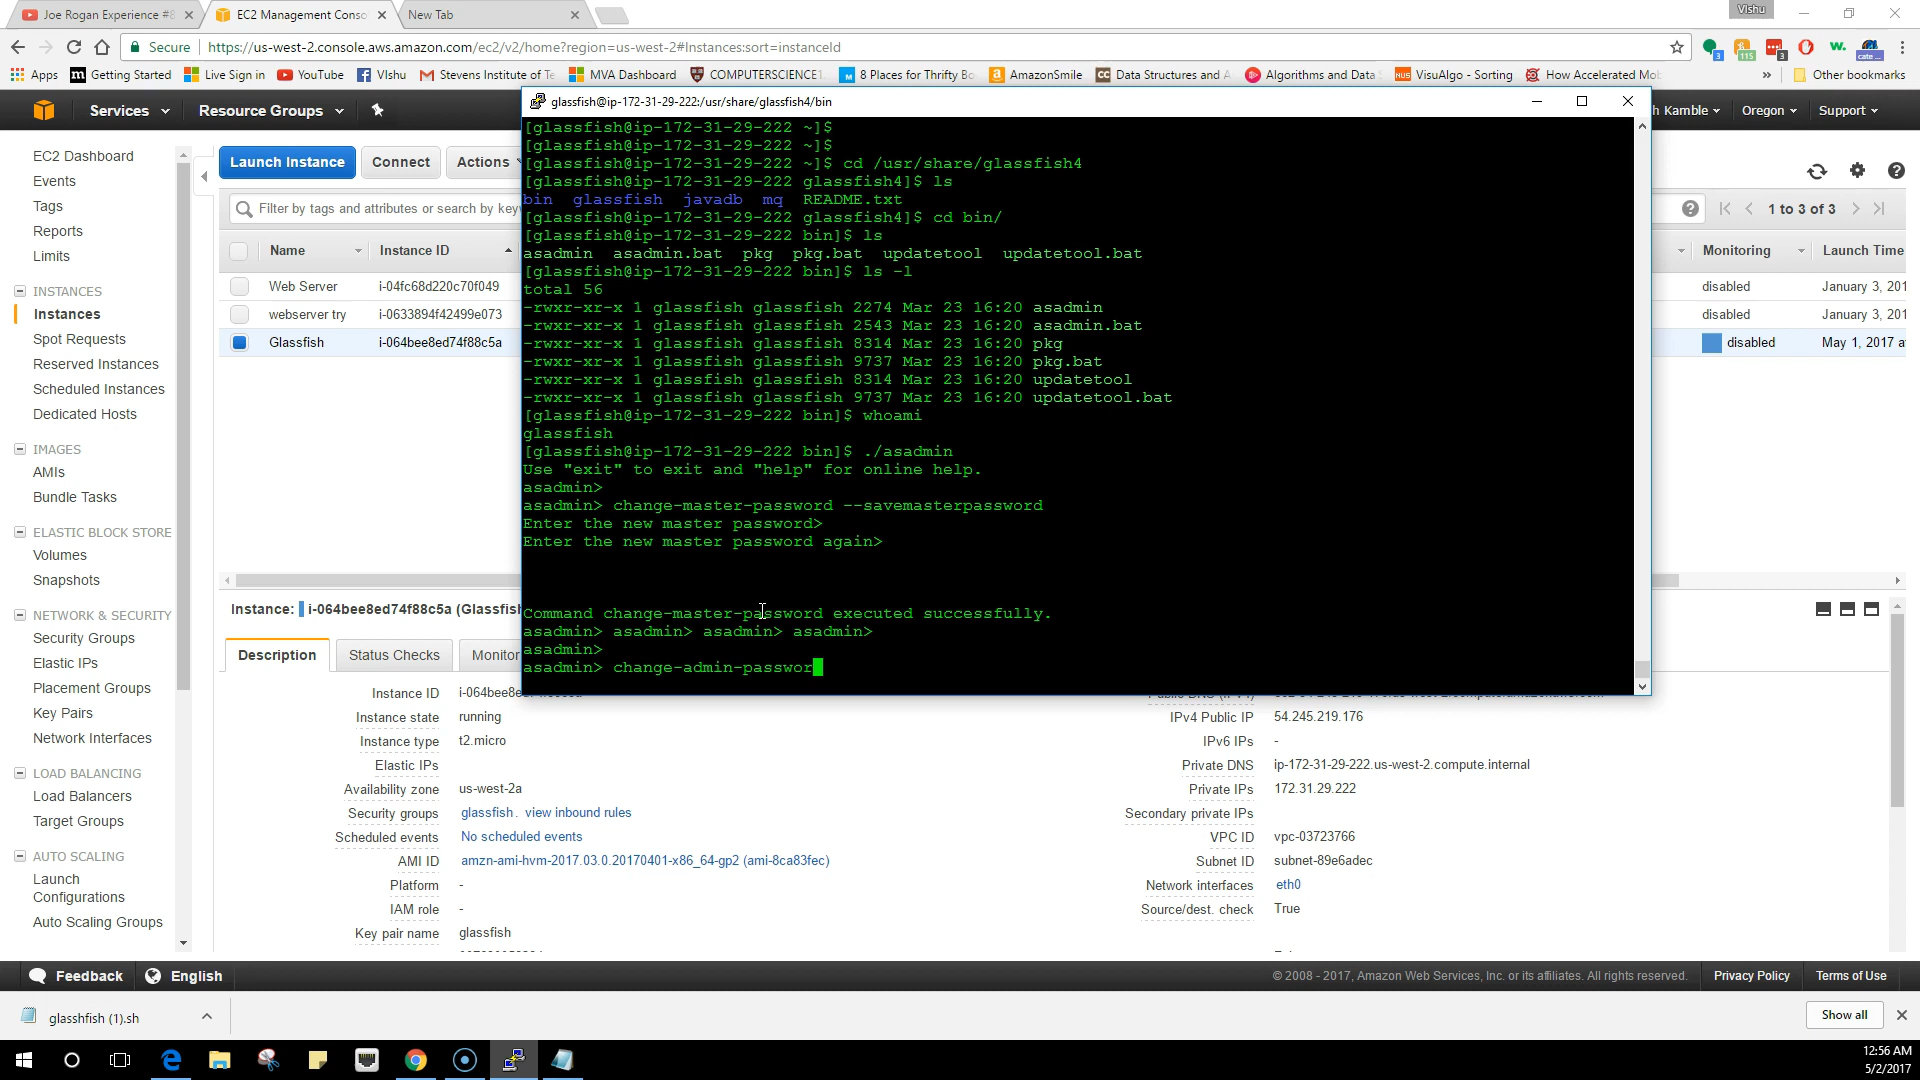 Joe Rogan Experience #8
EC2 Management Conso
New Tab
Vishu
Secure
https://us-west-2.console.aws.amazon.com/ec2/v2/home?region=us-west-2#Instances:sort=instanceId
Apps
Getting Started
Live Sign in
YouTube
Vishu
Stevens Institute of Te
MVA Dashboard
COMPUTERSCIENCE1
8 Places for Thrifty Bo
AmazonSmile
Data Structures and A
Algorithms and Data
VisuAlgo - Sorting
How Accelerated Mo
Other bookmarks
Services
Resource Groups
h Kamble
Oregon
Support
EC2 Dashboard
Events
Tags
Reports
Limits
INSTANCES
Instances
Spot Requests
Reserved Instances
Scheduled Instances
Dedicated Hosts
IMAGES
AMIs
Bundle Tasks
ELASTIC BLOCK STORE
Volumes
Snapshots
NETWORK & SECURITY
Security Groups
Elastic IPs
Placement Groups
Key Pairs
Network Interfaces
LOAD BALANCING
Load Balancers
Target Groups
AUTO SCALING
Launch
Configurations
Auto Scaling Groups
Launch Instance
Connect
Actions
Filter by tags and attributes or search by key
1 to 3 of 3
Name
Instance ID
Monitoring
Launch Time
Web Server
i-04fc68d220c70f049
disabled
January 3, 201
webserver try
i-0633894f42499e073
disabled
January 3, 201
Glassfish
i-064bee8ed74f88c5a
disabled
May 1, 2017 a
glassfish@ip-172-31-29-222:/usr/share/glassfish4/bin
[glassfish@ip-172-31-29-222 ~]$
[glassfish@ip-172-31-29-222 ~]$
[glassfish@ip-172-31-29-222 ~]$ cd /usr/share/glassfish4
[glassfish@ip-172-31-29-222 glassfish4]$ ls
bin glassfish javadb mq README.txt
[glassfish@ip-172-31-29-222 glassfish4]$ cd bin/
[glassfish@ip-172-31-29-222 bin]$ ls
asadmin asadmin.bat pkg pkg.bat updatetool updatetool.bat
[glassfish@ip-172-31-29-222 bin]$ ls -l
total 56
-rwxr-xr-x 1 glassfish glassfish 2274 Mar 23 16:20 asadmin
-rwxr-xr-x 1 glassfish glassfish 2543 Mar 23 16:20 asadmin.bat
-rwxr-xr-x 1 glassfish glassfish 8314 Mar 23 16:20 pkg
-rwxr-xr-x 1 glassfish glassfish 9737 Mar 23 16:20 pkg.bat
-rwxr-xr-x 1 glassfish glassfish 8314 Mar 23 16:20 updatetool
-rwxr-xr-x 1 glassfish glassfish 9737 Mar 23 16:20 updatetool.bat
[glassfish@ip-172-31-29-222 bin]$ whoami
glassfish
[glassfish@ip-172-31-29-222 bin]$ ./asadmin
Use "exit" to exit and "help" for online help.
asadmin>
asadmin> change-master-password --savemasterpassword
Enter the new master password>
Enter the new master password again>
Command change-master-password executed successfully.
asadmin> asadmin> asadmin> asadmin>
asadmin>
asadmin> change-admin-passwor
Instance: i-064bee8ed74f88c5a (Glassfis
Description
Status Checks
Monitor
Instance ID
Instance state running
Instance type t2.micro
Elastic IPs
Availability zone us-west-2a
Security groups glassfish. view inbound rules
Scheduled events No scheduled events
AMI ID amzn-ami-hvm-2017.03.0.20170401-x86_64-gp2 (ami-8ca83fec)
Platform -
IAM role -
Key pair name glassfish
IPv4 Public IP 54.245.219.176
IPv6 IPs -
Private DNS ip-172-31-29-222.us-west-2.compute.internal
Private IPs 172.31.29.222
Secondary private IPs
VPC ID vpc-03723766
Subnet ID subnet-89e6adec
Network interfaces eth0
Source/dest. check True
Feedback
English
© 2008 - 2017, Amazon Web Services, Inc. or its affiliates. All rights reserved.
Privacy Policy
Terms of Use
glasshfish (1).sh
Show all
12:56 AM
5/2/2017